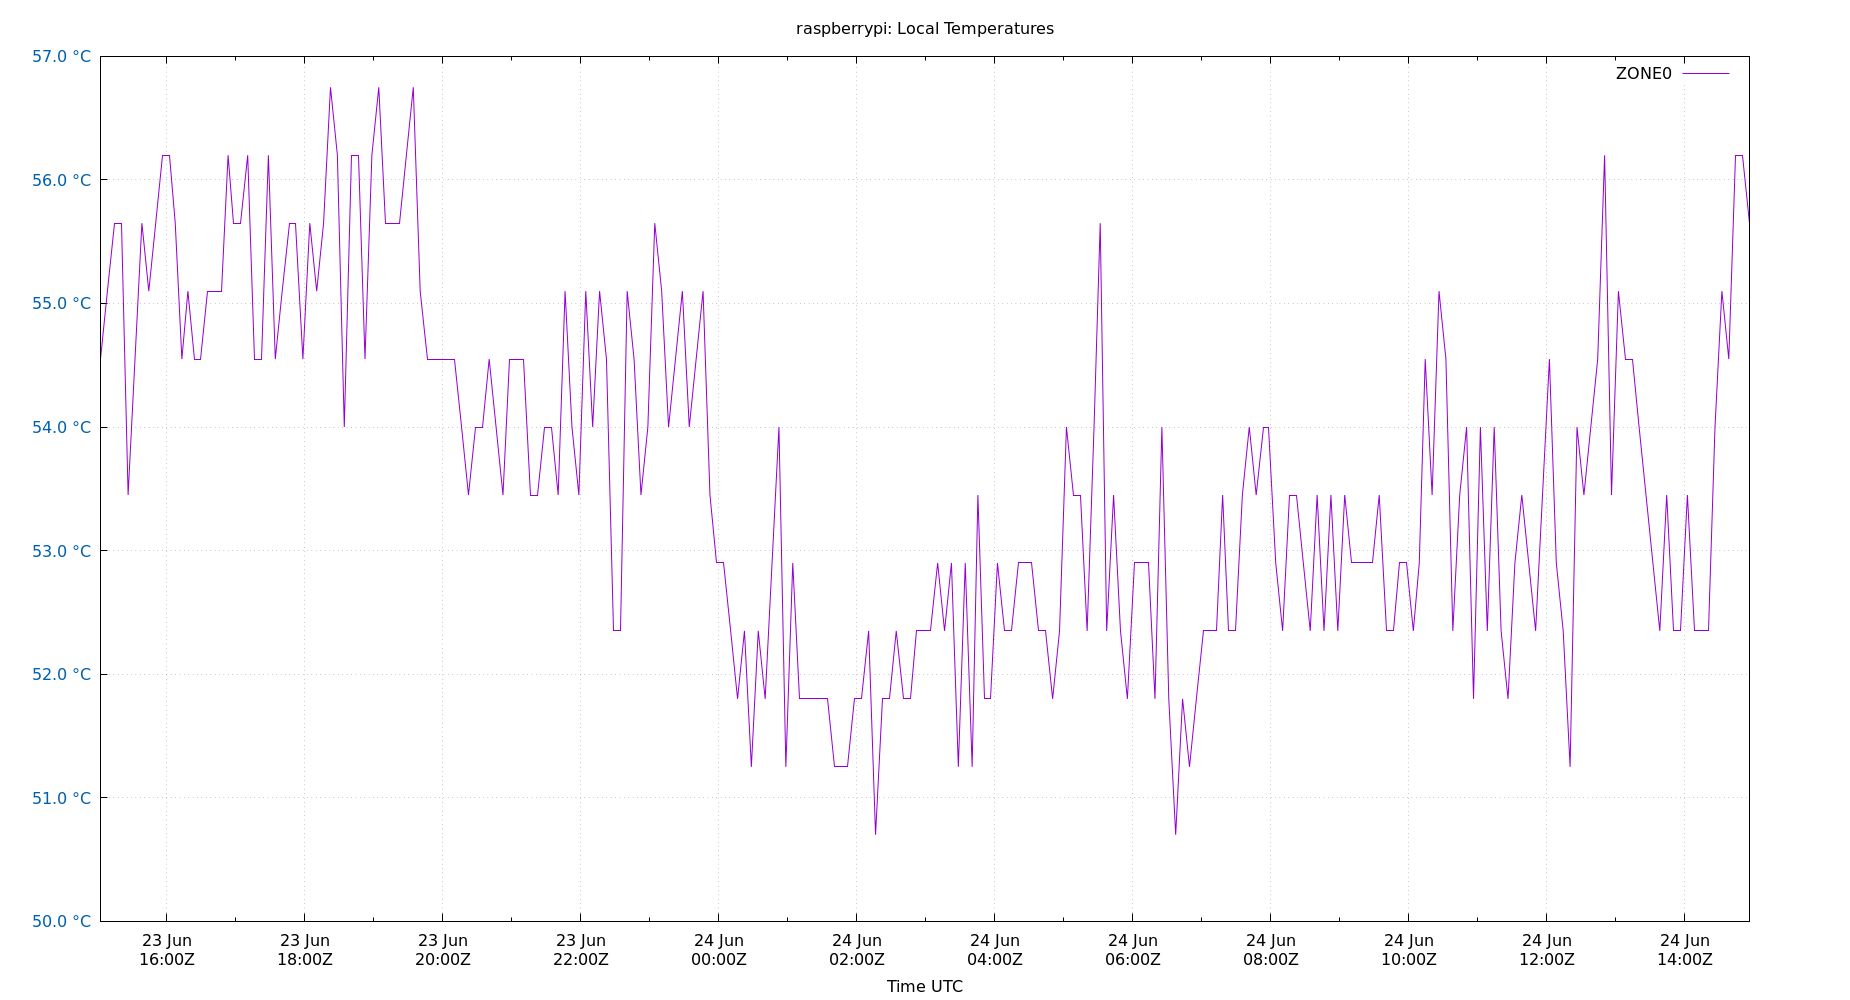 raspberrypi: Local Temperatures
ZONE0
57.0 °C
56.0 °C
55.0 °C
54.0 °C
53.0 °C
52.0 °C
51.0 °C
50.0 °C
23 Jun 23 Jun 23 Jun 23 Jun 24 Jun 24 Jun 24 Jun 24 Jun 24 Jun 24 Jun 24 Jun 24 Jun
16:00Z 18:00Z 20:00Z 22:00Z 00:00Z 02:00Z 04:00Z 06:00Z 08:00Z 10:00Z 12:00Z 14:00Z
Time UTC